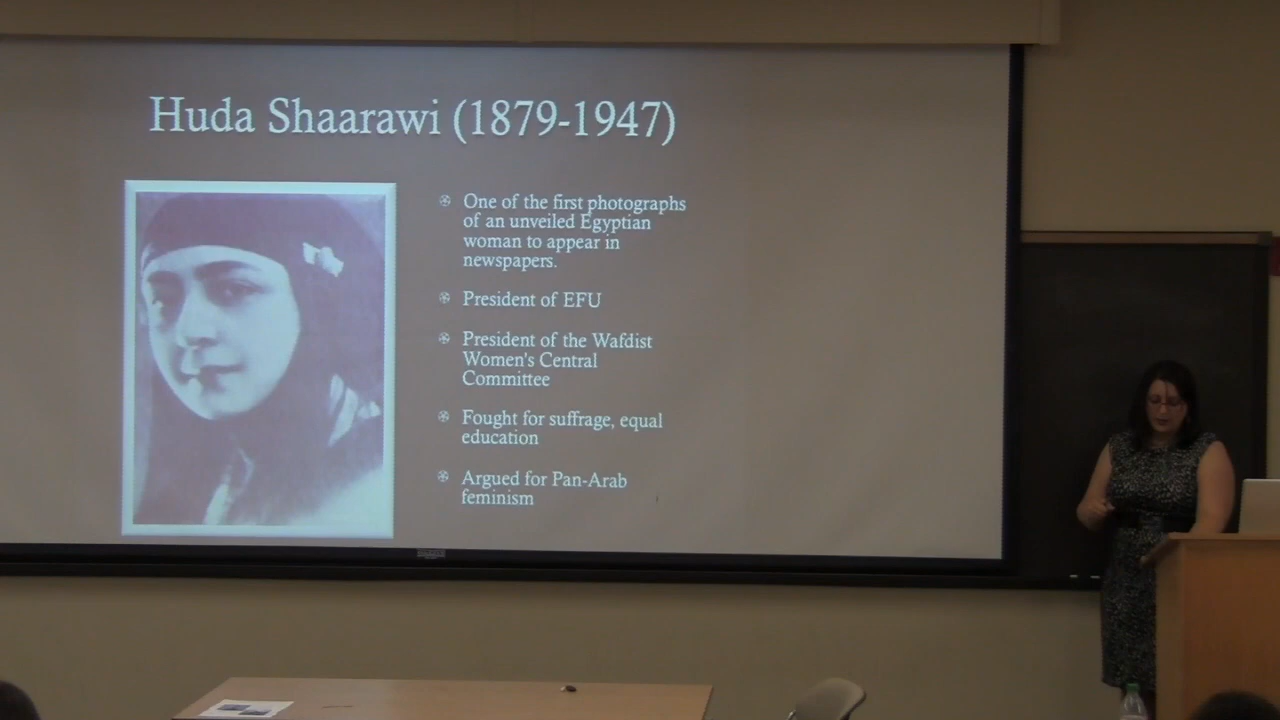 Huda Shaarawi (1879-1947)
One of the first photographs
of an unveiled Egyptian
woman to appear in
newspapers.
President of EFU
President of the Wafdist
Women's Central
Committee
Fought for suffrage, equal
education
Argued for Pan-Arab
feminism